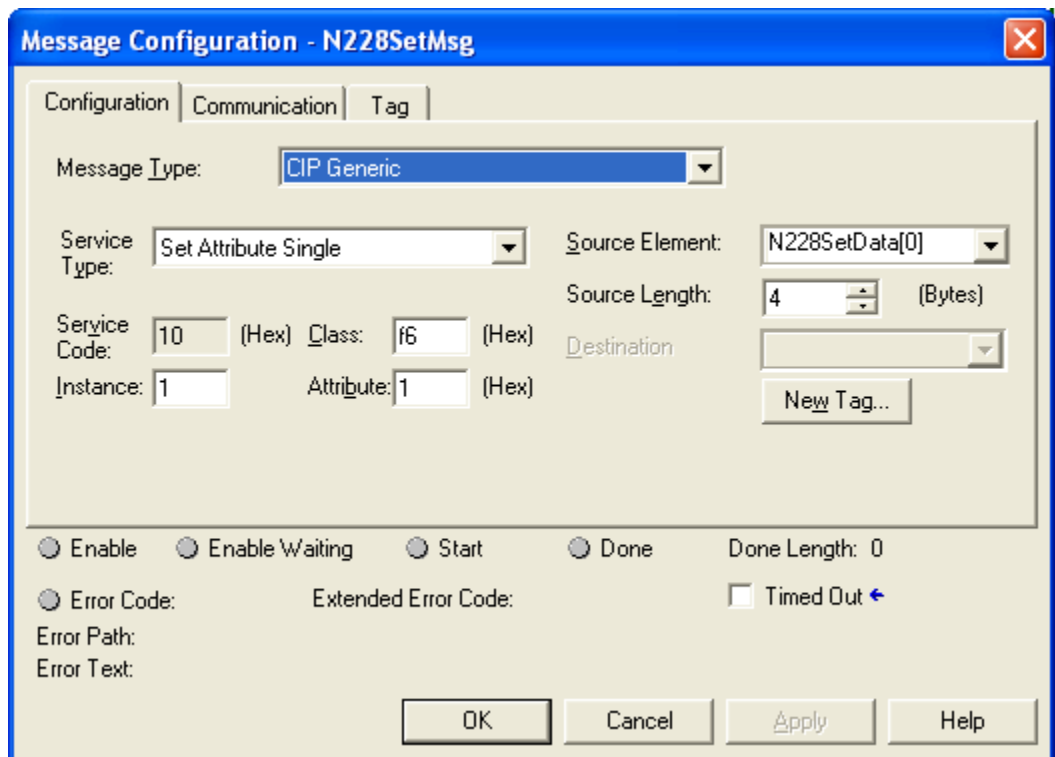 Message Configuration - N228SetMsg
Configuration Communication Tag
Message Type: CIP Generic
Service Type: Set Attribute Single
Source Element: N228SetData[0]
Source Length: 4 (Bytes)
Service Code: 10 (Hex) Class: f6 (Hex)
Destination
Instance: 1 Attribute: 1 (Hex)
New Tag...
Enable Enable Waiting Start Done Done Length: 0
Error Code: Extended Error Code: Timed Out
Error Path:
Error Text:
OK Cancel Apply Help